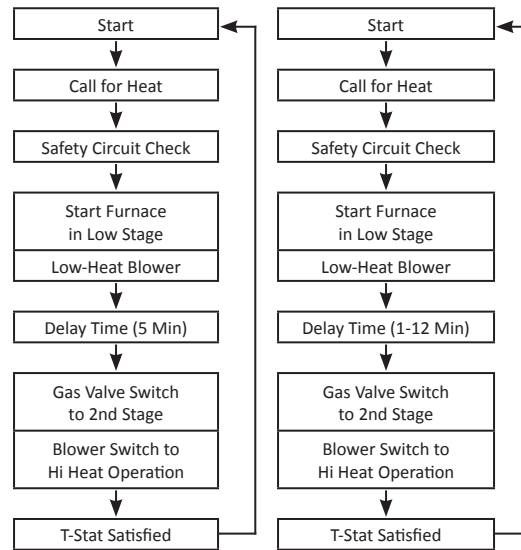 Start
Call for Heat
Safety Circuit Check
Start Furnace
in Low Stage
Low-Heat Blower
Delay Time (5 Min)
Gas Valve Switch
to 2nd Stage
Blower Switch to
Hi Heat Operation
T-Stat Satisfied
Start
Call for Heat
Safety Circuit Check
Start Furnace
in Low Stage
Low-Heat Blower
Delay Time (1-12 Min)
Gas Valve Switch
to 2nd Stage
Blower Switch to
Hi Heat Operation
T-Stat Satisfied